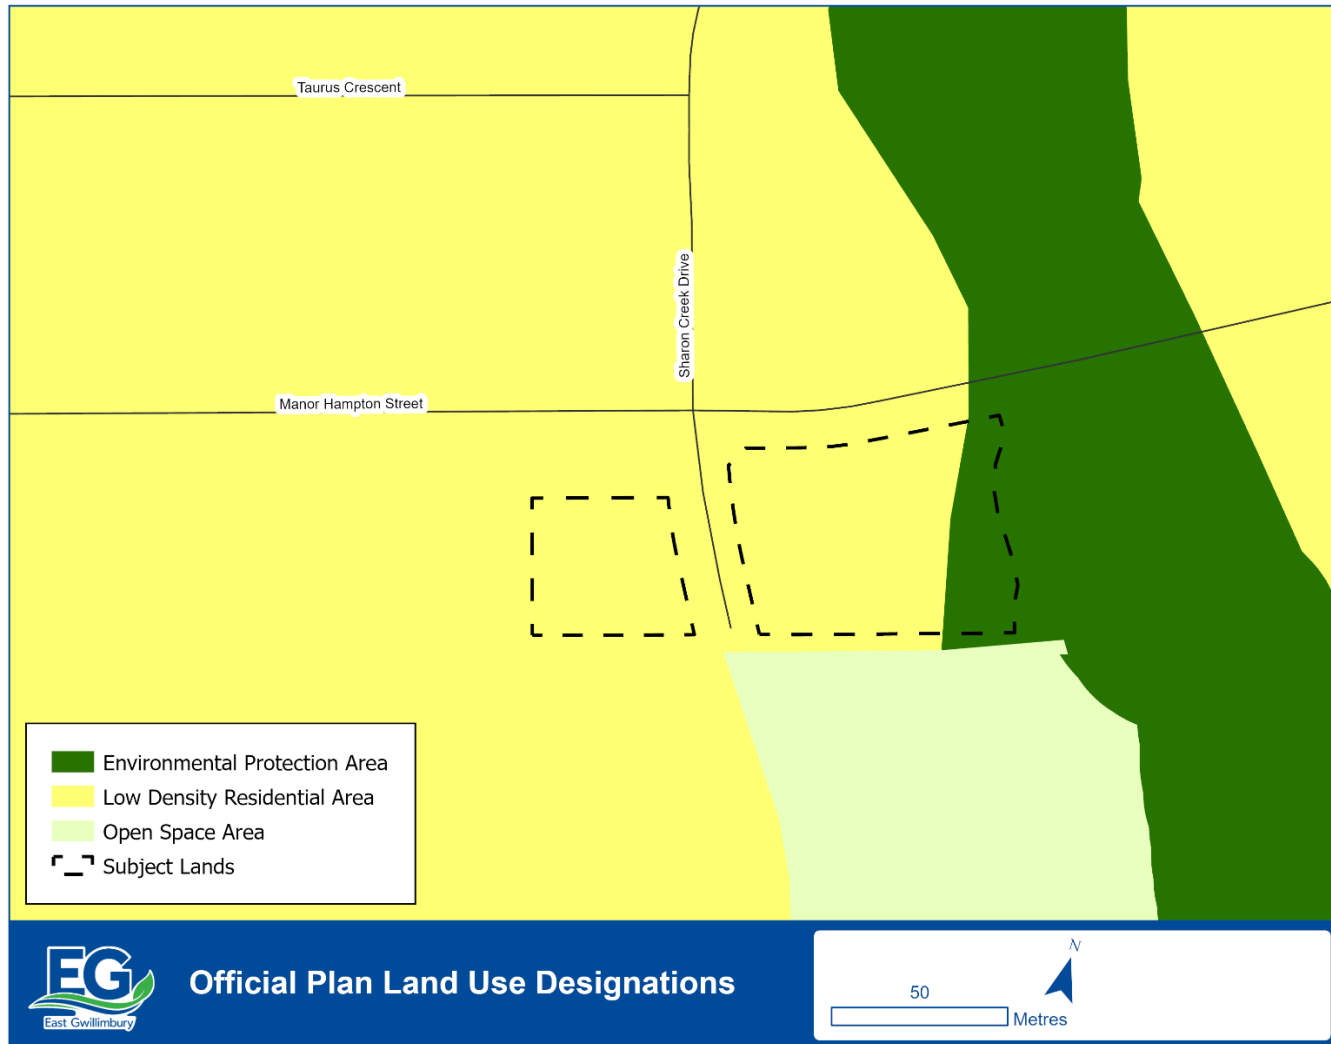 Taurus Crescent
Sharon Creek Drive
Manor Hampton Street
Environmental Protection Area
Low Density Residential Area
Open Space Area
Subject Lands
EG
East Gwillimbury
Official Plan Land Use Designations
N
50
Metres